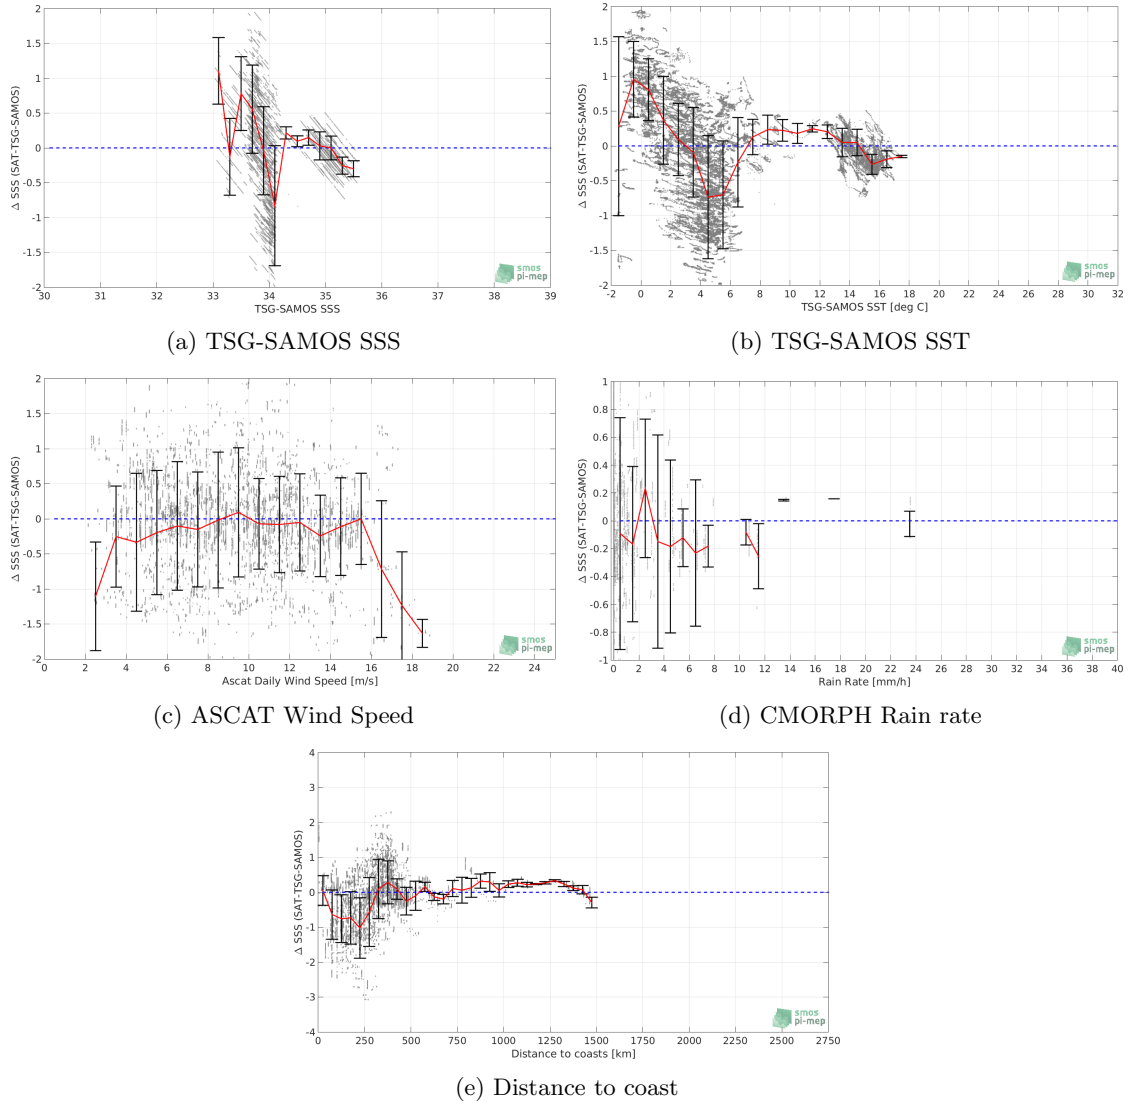 2
1.5
1
0.5
0
-0.5
-1
-1.5
-2
Δ SSS (SAT-TSG-SAMOS)
30 31 32 33 34 35 36 37 38 39
TSG-SAMOS SSS
smos
pi-mep
(a) TSG-SAMOS SSS
2
1.5
1
0.5
0
-0.5
-1
-1.5
-2
Δ SSS (SAT-TSG-SAMOS)
-2 0 2 4 6 8 10 12 14 16 18 20 22 24 26 28 30 32
TSG-SAMOS SST [deg C]
smos
pi-mep
(b) TSG-SAMOS SST
2
1.5
1
0.5
0
-0.5
-1
-1.5
-2
Δ SSS (SAT-TSG-SAMOS)
0 2 4 6 8 10 12 14 16 18 20 22 24
Ascat Daily Wind Speed [m/s]
smos
pi-mep
(c) ASCAT Wind Speed
1
0.8
0.6
0.4
0.2
0
-0.2
-0.4
-0.6
-0.8
-1
Δ SSS (SAT-TSG-SAMOS)
0 2 4 6 8 10 12 14 16 18 20 22 24 26 28 30 32 34 36 38 40
Rain Rate [mm/h]
smos
pi-mep
(d) CMORPH Rain rate
4
3
2
1
0
-1
-2
-3
-4
Δ SSS (SAT-TSG-SAMOS)
0 250 500 750 1000 1250 1500 1750 2000 2250 2500 2750
Distance to coasts [km]
smos
pi-mep
(e) Distance to coast